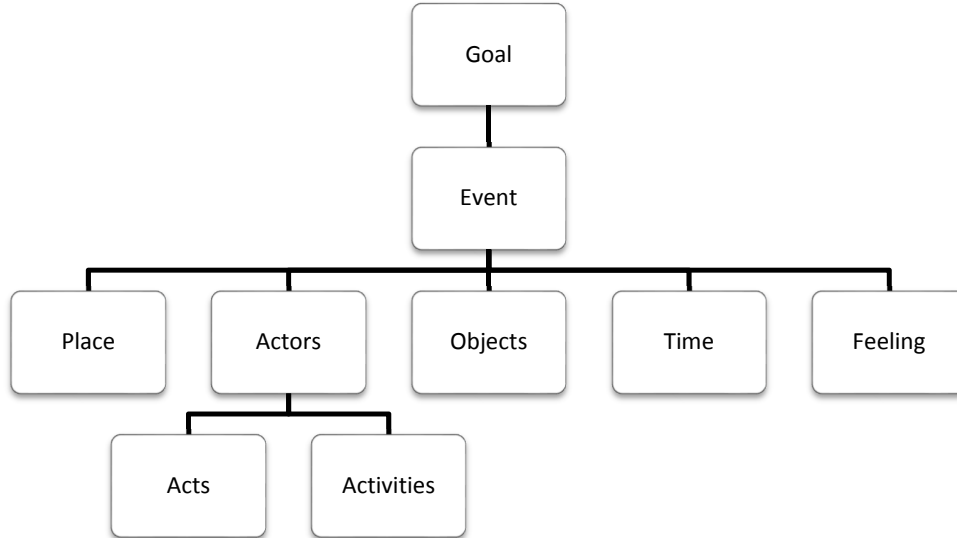 Goal
Event
Place
Actors
Objects
Time
Feeling
Acts
Activities